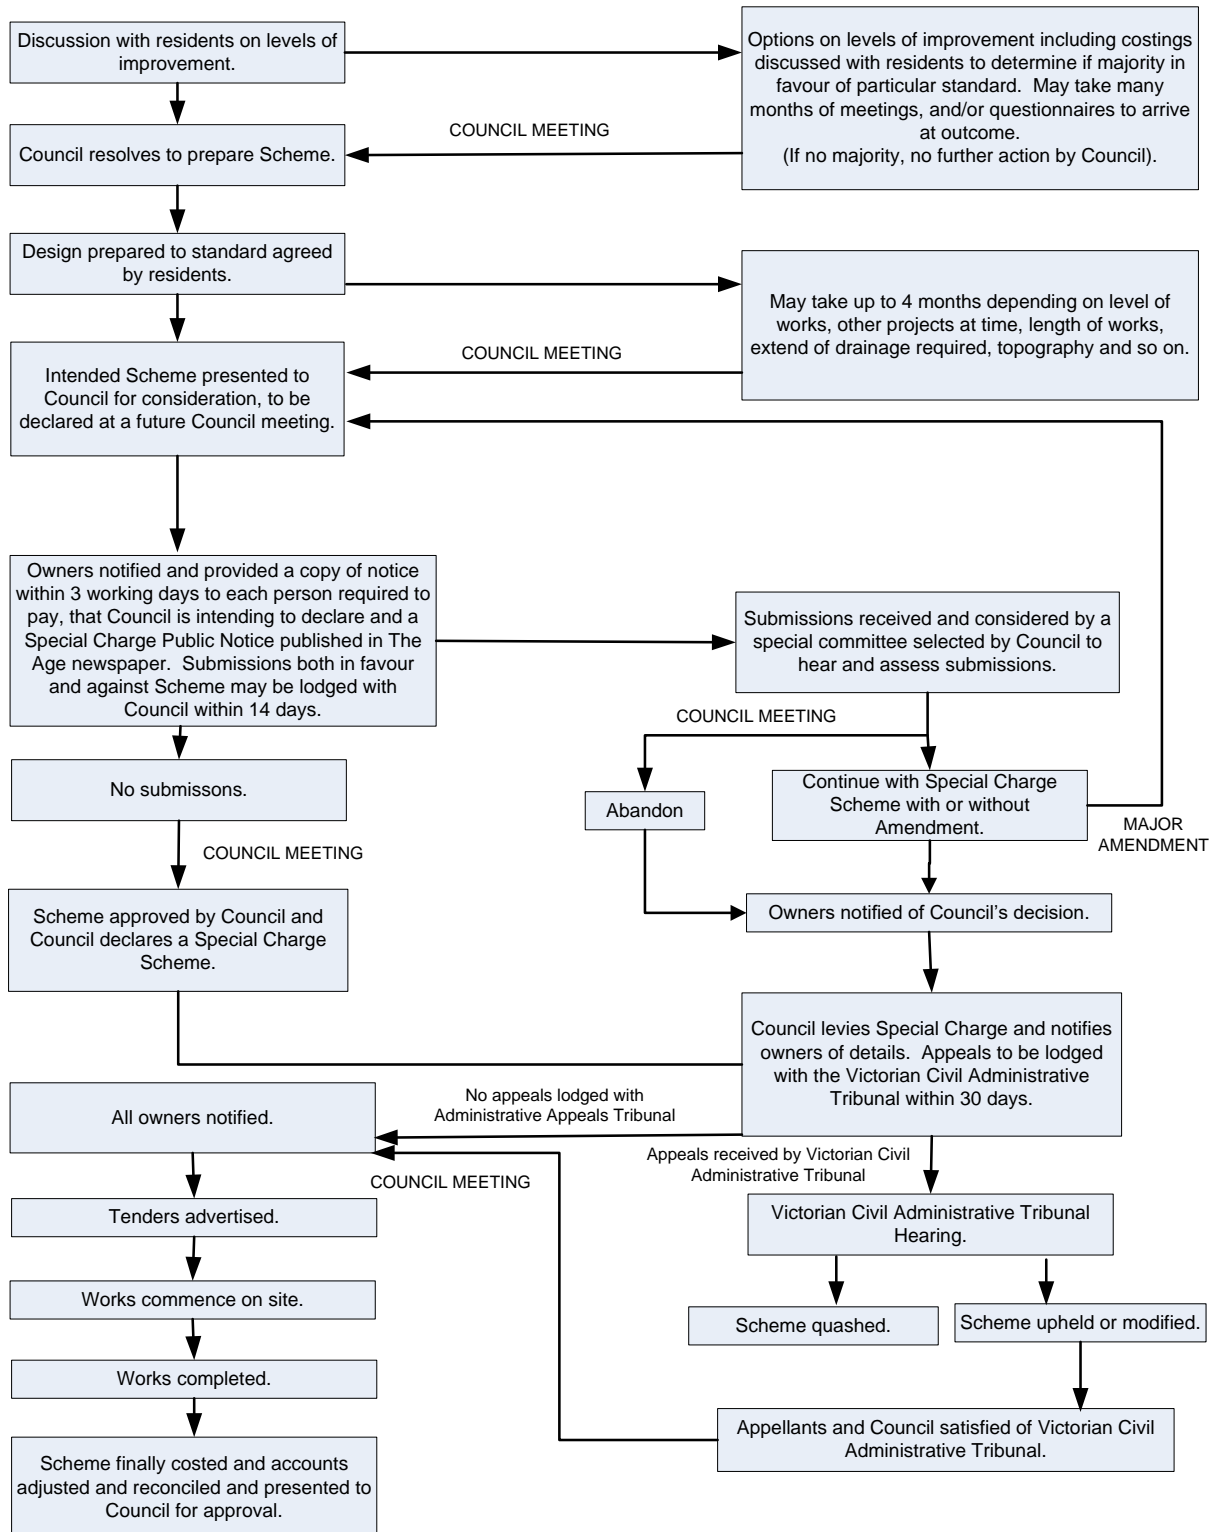 Discussion with residents on levels of
improvement.
Options on levels of improvement including costings
discussed with residents to determine if majority in
favour of particular standard.  May take many
months of meetings, and/or questionnaires to arrive
at outcome.
(If no majority, no further action by Council).
COUNCIL MEETING
Council resolves to prepare Scheme.
Design prepared to standard agreed
by residents.
May take up to 4 months depending on level of
works, other projects at time, length of works,
extend of drainage required, topography and so on.
COUNCIL MEETING
Intended Scheme presented to
Council for consideration, to be
declared at a future Council meeting.
Owners notified and provided a copy of notice
within 3 working days to each person required to
pay, that Council is intending to declare and a
Special Charge Public Notice published in The
Age newspaper.  Submissions both in favour
and against Scheme may be lodged with
Council within 14 days.
Submissions received and considered by a
special committee selected by Council to
hear and assess submissions.
COUNCIL MEETING
No submissons.
Abandon
Continue with Special Charge
Scheme with or without
Amendment.
MAJOR
AMENDMENT
COUNCIL MEETING
Scheme approved by Council and
Council declares a Special Charge
Scheme.
Owners notified of Council's decision.
Council levies Special Charge and notifies
owners of details.  Appeals to be lodged
with the Victorian Civil Administrative
Tribunal within 30 days.
No appeals lodged with
Administrative Appeals Tribunal
All owners notified.
Appeals received by Victorian Civil
Administrative Tribunal
COUNCIL MEETING
Tenders advertised.
Victorian Civil Administrative Tribunal
Hearing.
Works commence on site.
Scheme quashed.
Scheme upheld or modified.
Works completed.
Appellants and Council satisfied of Victorian Civil
Administrative Tribunal.
Scheme finally costed and accounts
adjusted and reconciled and presented to
Council for approval.